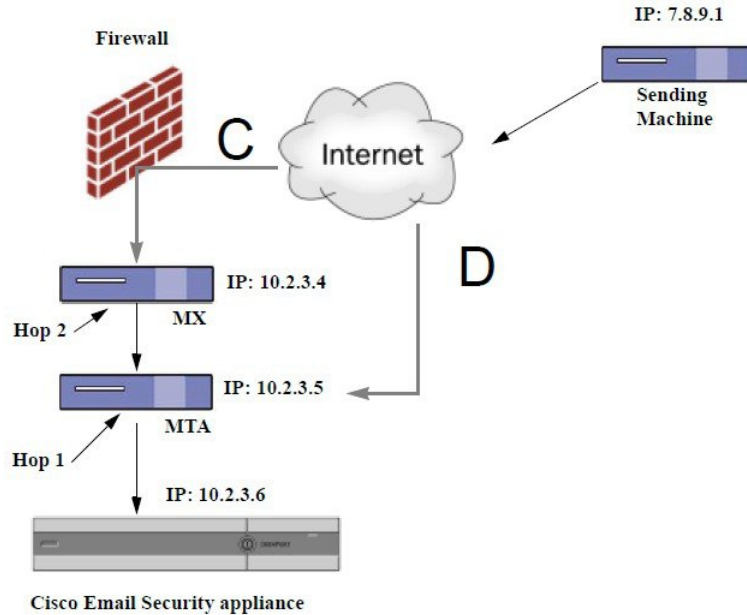 IP: 7.8.9.1
Firewall
Sending
Machine
C
Internet
D
IP: 10.2.3.4
Hop 2
MX
IP: 10.2.3.5
MTA
Hop 1
IP: 10.2.3.6
Cisco Email Security appliance